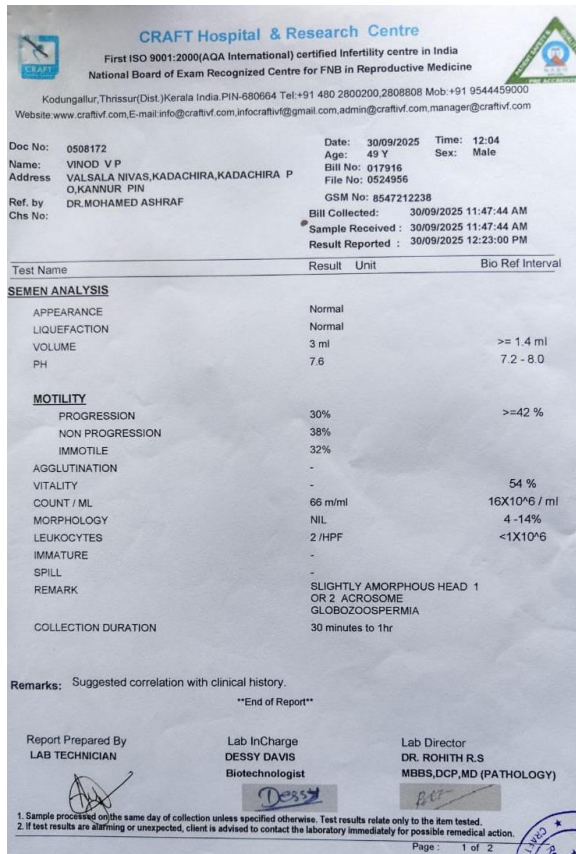 CRAFT Hospital & Research Centre
First ISO 9001:2000(AQA International) certified Infertility centre in India
National Board of Exam Recognized Centre for FNB in Reproductive Medicine
Kodungallur,Thrissur(Dist.)Kerala India.PIN-680664 Tel:+91 480 2800200,2808808 Mob:+91 9544459000
Website:www.craftivf.com,E-mail:info@craftivf.com,infocraftivf@gmail.com,admin@craftivf.com,manager@craftivf.com
CRAFT
Doc No: 0508172 Date: 30/09/2025 Time: 12:04
Name: VINOD V P Age: 49 Y Sex: Male
Address VALSALA NIVAS,KADACHIRA,KADACHIRA P Bill No: 017916
O,KANNUR PIN File No: 0524956
Ref. by DR.MOHAMED ASHRAF GSM No: 8547212238
Chs No: Bill Collected: 30/09/2025 11:47:44 AM
Sample Received : 30/09/2025 11:47:44 AM
Result Reported : 30/09/2025 12:23:00 PM
Test Name Result Unit Bio Ref Interval
SEMEN ANALYSIS
APPEARANCE Normal
LIQUEFACTION Normal
VOLUME 3 ml >= 1.4 ml
PH 7.6 7.2 - 8.0
MOTILITY
PROGRESSION 30% >=42 %
NON PROGRESSION 38%
IMMOTILE 32%
AGGLUTINATION -
VITALITY - 54 %
COUNT / ML 66 m/ml 16X10^6 / ml
MORPHOLOGY NIL 4 -14%
LEUKOCYTES 2 /HPF <1X10^6
IMMATURE -
SPILL -
REMARK SLIGHTLY AMORPHOUS HEAD 1
OR 2 ACROSOME
GLOBOZOOSPERMIA
COLLECTION DURATION 30 minutes to 1hr
Remarks: Suggested correlation with clinical history.
**End of Report**
Report Prepared By Lab InCharge Lab Director
LAB TECHNICIAN DESSY DAVIS DR. ROHITH R.S
Biotechnologist MBBS,DCP,MD (PATHOLOGY)
Dessy
1. Sample processed on the same day of collection unless specified otherwise. Test results relate only to the item tested.
2. If test results are alarming or unexpected, client is advised to contact the laboratory immediately for possible remedical action.
Page : 1 of 2